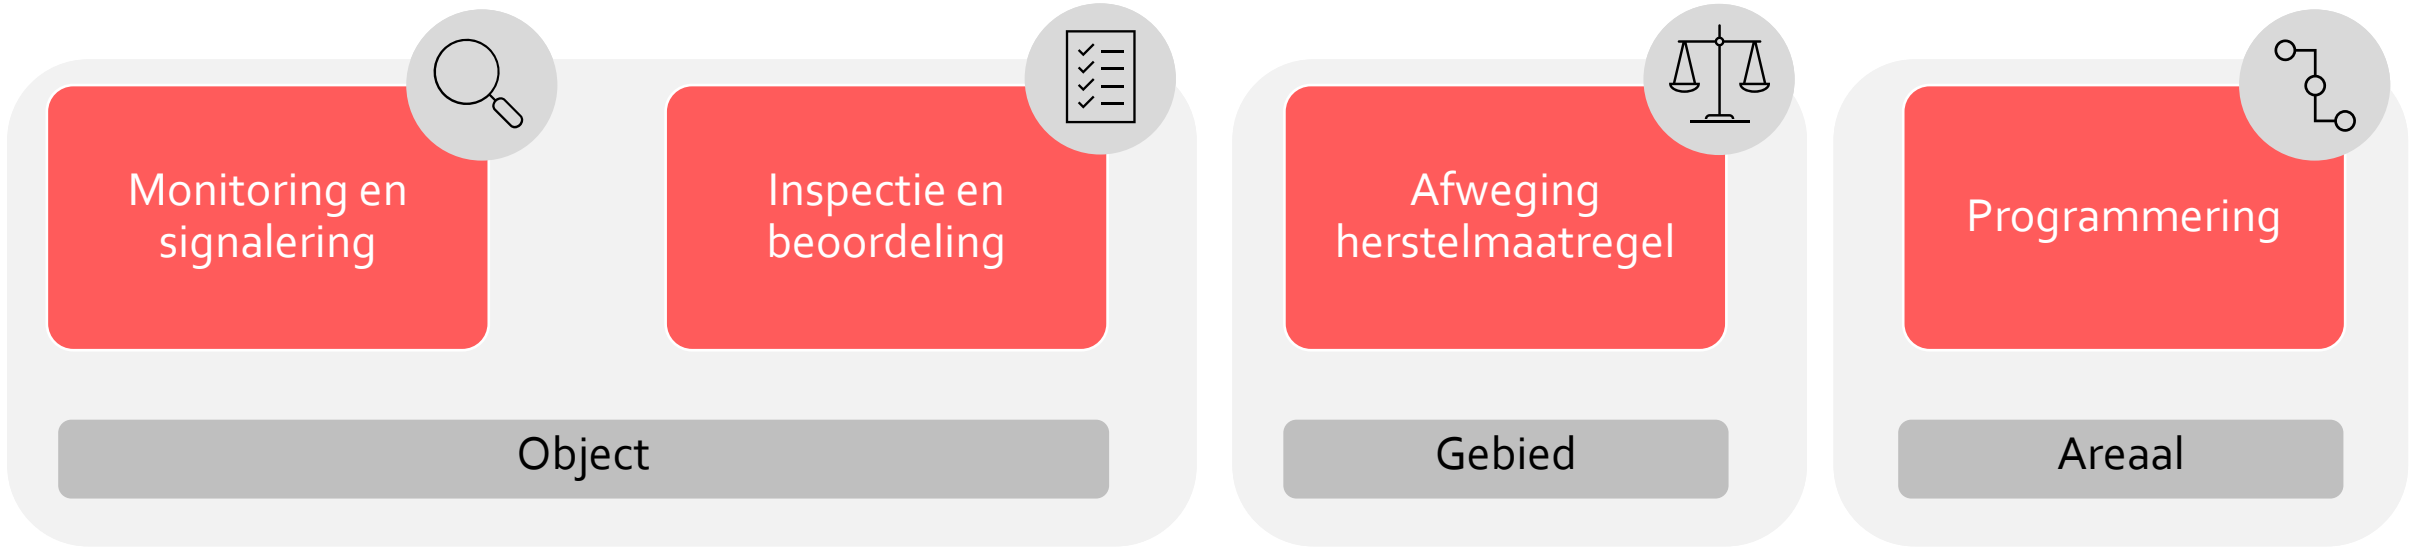 Monitoring en
signalering
Inspectie en
beoordeling
Afweging
herstelmaatregel
Programmering
Object
Gebied
Areaal